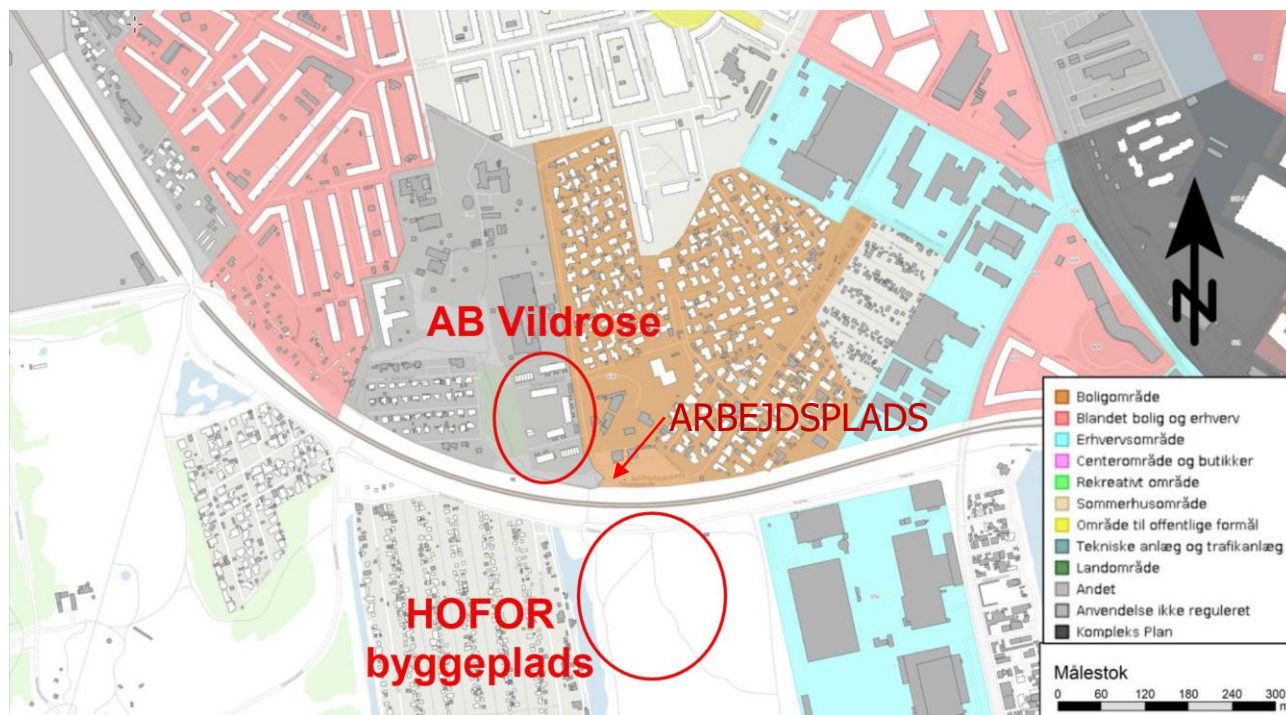 AB Vildrose
ARBEJDSPLADS
HOFOR
byggeplads
N
Boligområde
Blandet bolig og erhverv
Erhvervsområde
Centerområde og butikker
Rekreativt område
Sommerhusområde
Område til offentlige formål
Tekniske anlæg og trafikanlæg
Landområde
Andet
Anvendelse ikke reguleret
Kompleks Plan
Målestok
0 60 120 180 240 300
m